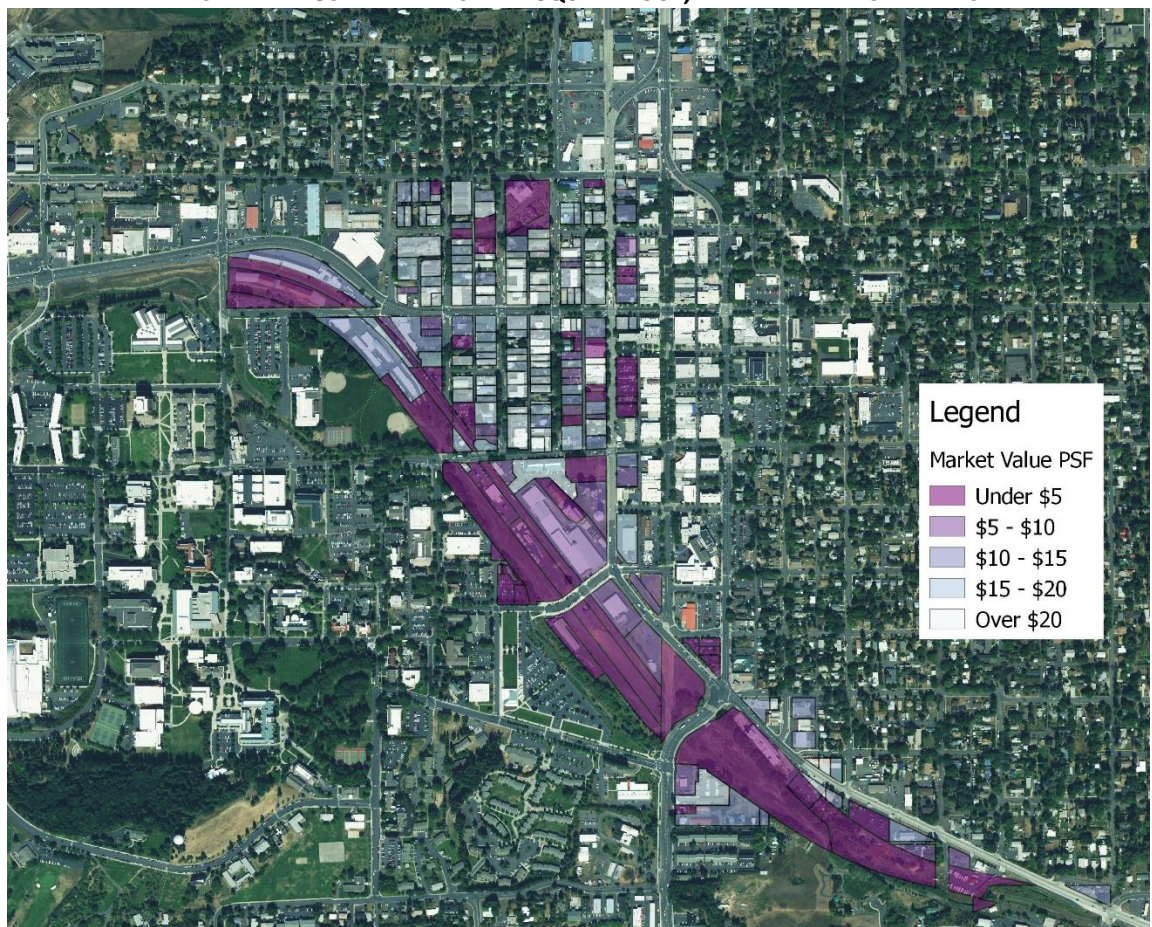 Legend
Market Value PSF
Under $5
$5 - $10
$10 - $15
$15 - $20
Over $20